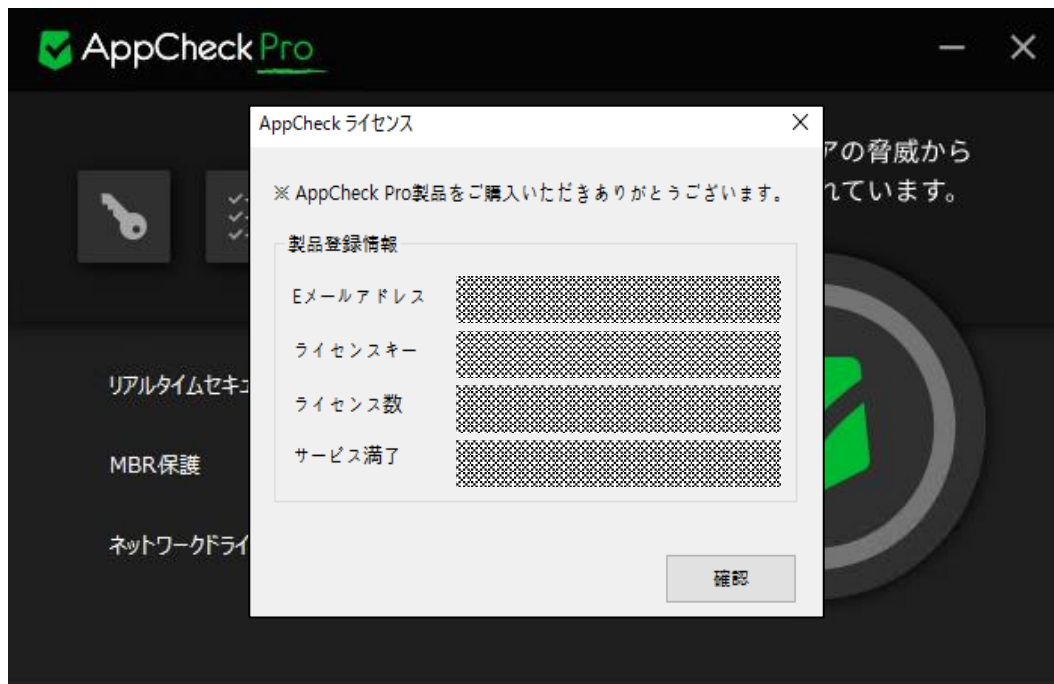 AppCheck Pro
AppCheck ライセンス
アの脅威から
れています。
※ AppCheck Pro製品をご購入いただきありがとうございます。
製品登録情報
Eメールアドレス
ライセンスキー
ライセンス数
サービス満了
リアルタイムセキュ
MBR保護
ネットワークドライ
確認